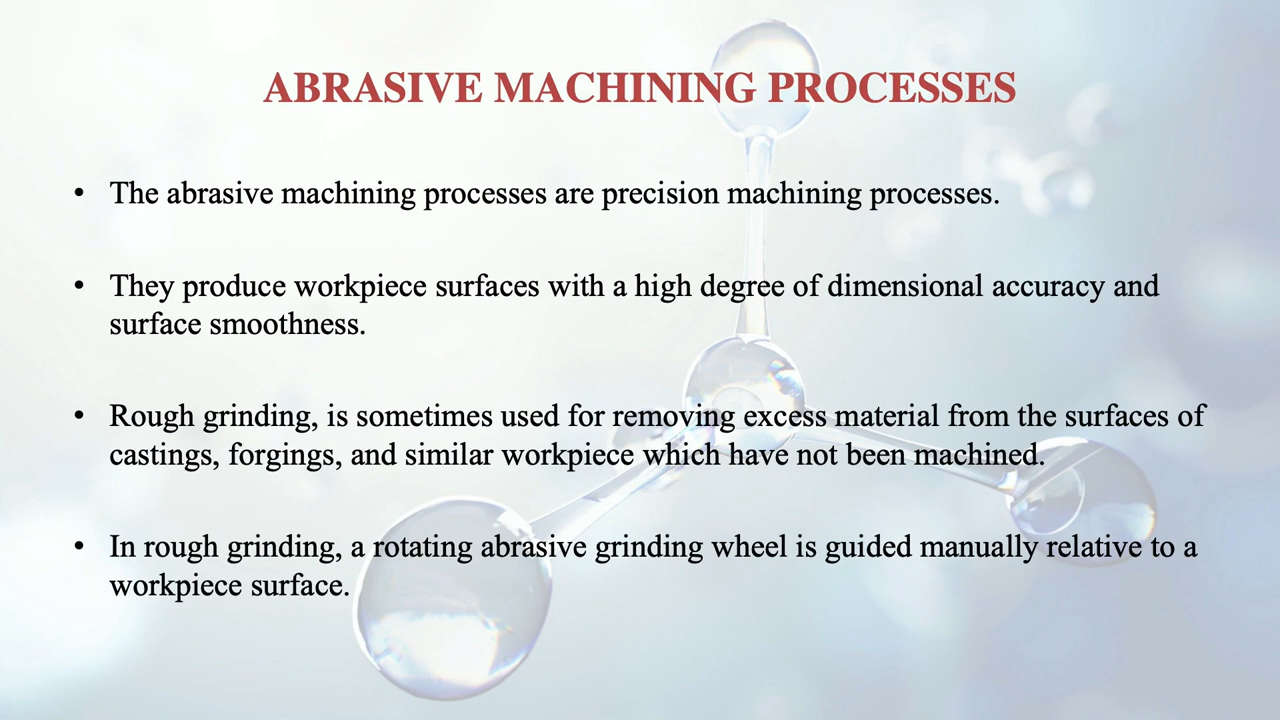 ABRASIVE MACHINING PROCESSES
• The abrasive machining processes are precision machining processes.
• They produce workpiece surfaces with a high degree of dimensional accuracy and
surface smoothness.
• Rough grinding, is sometimes used for removing excess material from the surfaces of
castings, forgings, and similar workpiece which have not been machined.
• In rough grinding, a rotating abrasive grinding wheel is guided manually relative to a
workpiece surface.